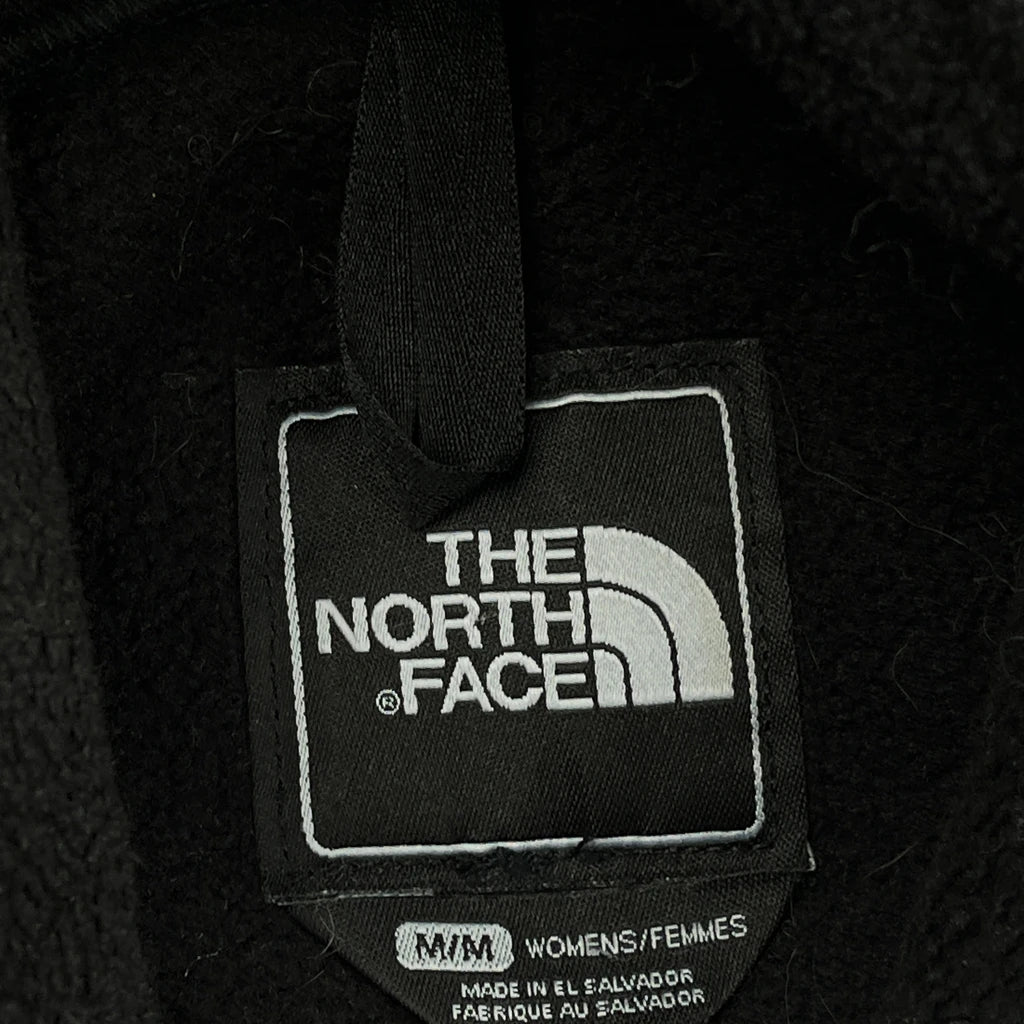 THE
NORTH
®FACE
M/M WOMENS/FEMMES
MADE IN EL SALVADOR
FABRIQUE AU SALVADOR